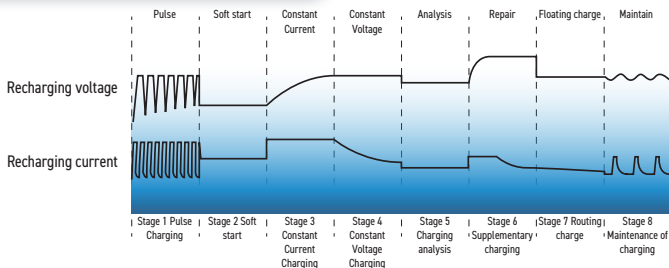 Pulse
Soft start
Constant
Current
Constant
Voltage
Analysis
Repair
Floating charge
Maintain
Recharging voltage
Recharging current
Stage 1 Pulse
Charging
Stage 2 Soft
start
Stage 3
Constant
Current
Charging
Stage 4
Constant
Voltage
Charging
Stage 5
Charging
analysis
Stage 6
Supplementary
charging
Stage 7 Routing
charge
Stage 8
Maintenance of
charging